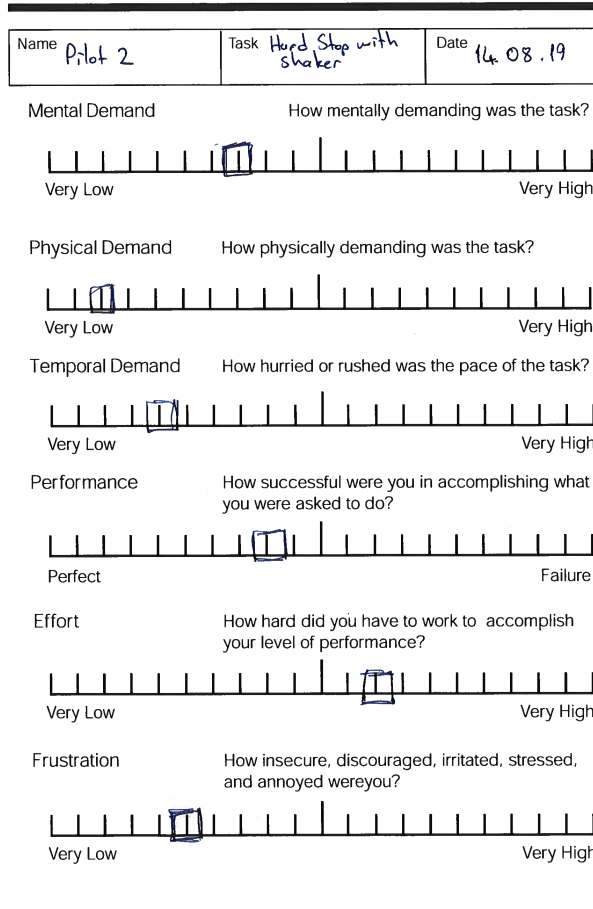 Name Pilot 2
Task Hard Stop with
shaker
Date 14.08.19
Mental Demand How mentally demanding was the task?
Very Low Very High
Physical Demand How physically demanding was the task?
Very Low Very High
Temporal Demand How hurried or rushed was the pace of the task?
Very Low Very High
Performance How successful were you in accomplishing what
you were asked to do?
Perfect Failure
Effort How hard did you have to work to accomplish
your level of performance?
Very Low Very High
Frustration How insecure, discouraged, irritated, stressed,
and annoyed wereyou?
Very Low Very High